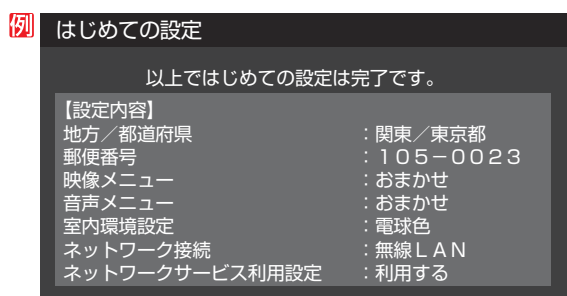 例
はじめての設定
以上ではじめての設定は完了です。
【設定内容】
地方／都道府県　：関東／東京都
郵便番号　：１０５－００２３
映像メニュー　：おまかせ
音声メニュー　：おまかせ
室内環境設定　：電球色
ネットワーク接続　：無線ＬＡＮ
ネットワークサービス利用設定　：利用する